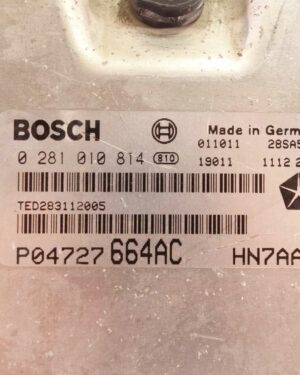 BOSCH Made in Germ
011011 28SA5
0 281 010 814 810 19011 1112 2
TED283112005
P04727 664AC HN7AA